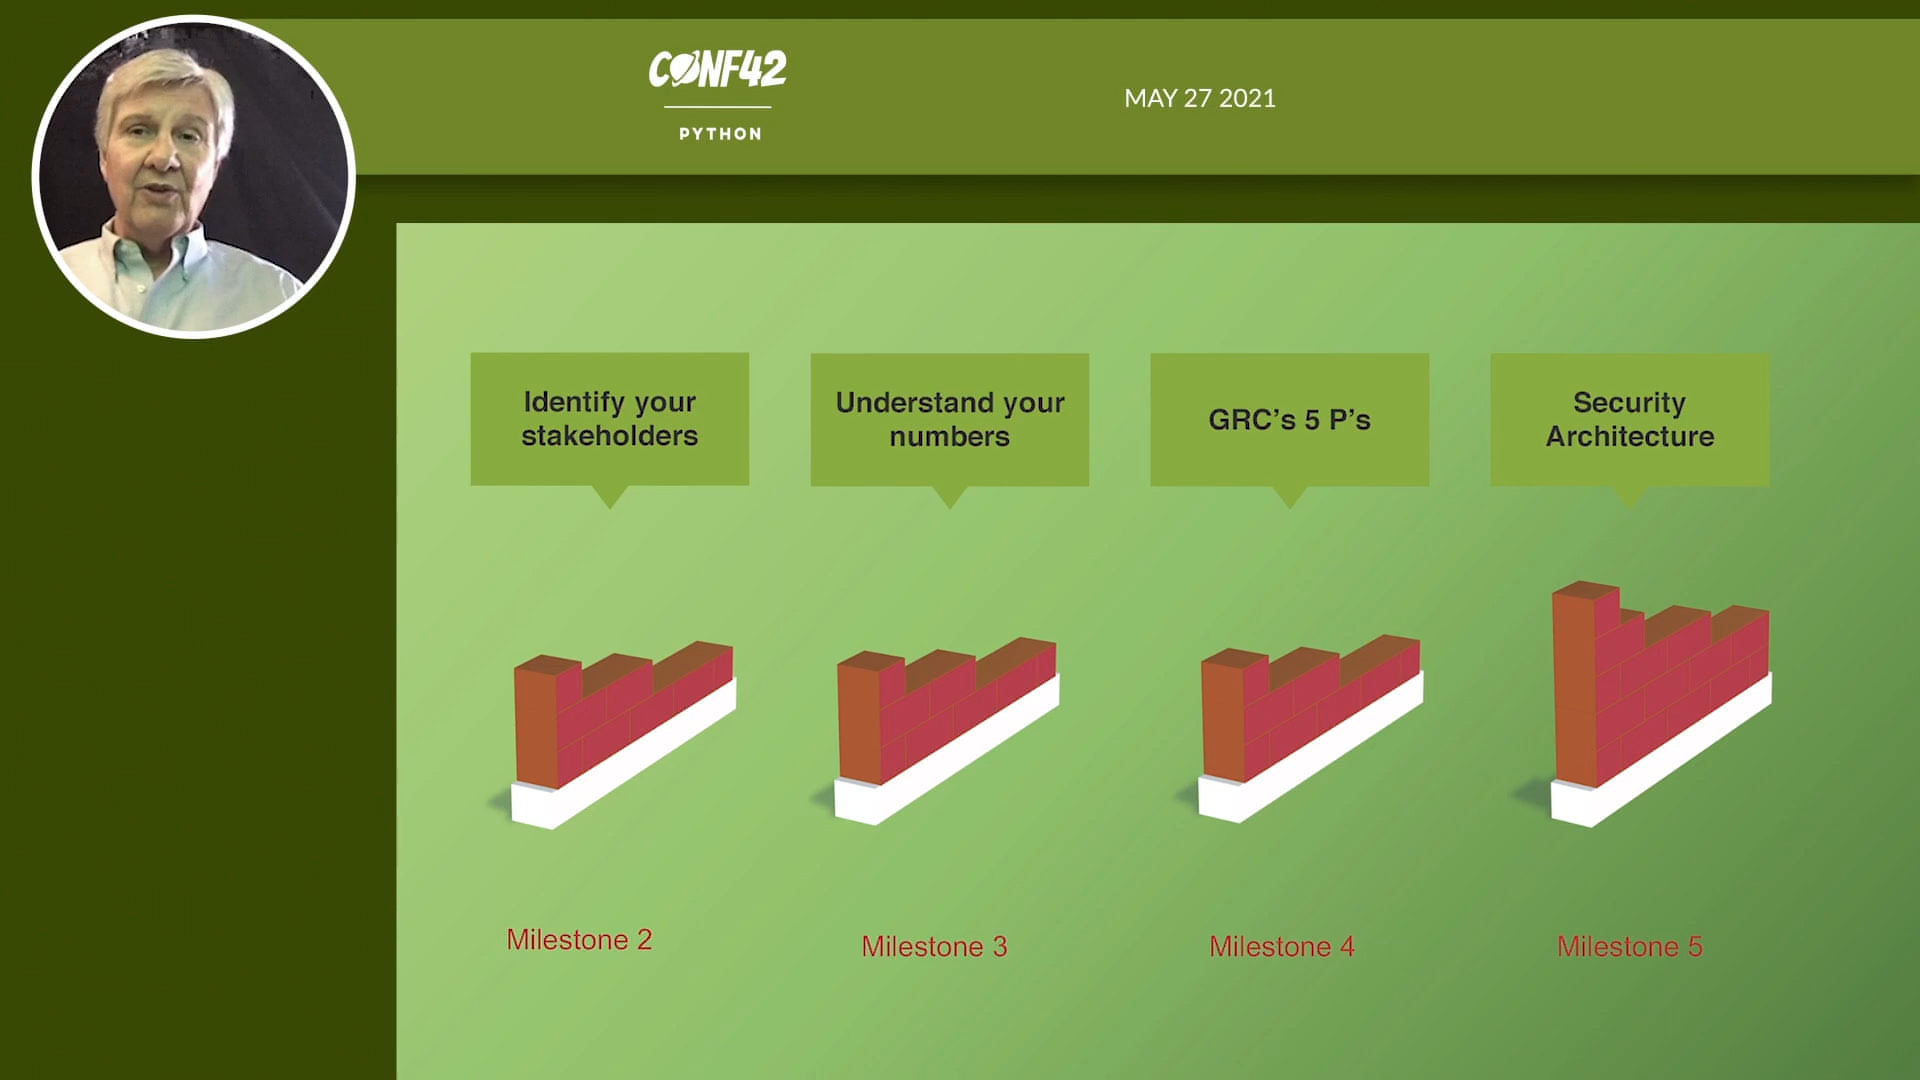 CONF42
PYTHON
MAY 27 2021
Identify your
stakeholders
Understand your
numbers
GRC’s 5 P’s
Security
Architecture
Milestone 2
Milestone 3
Milestone 4
Milestone 5